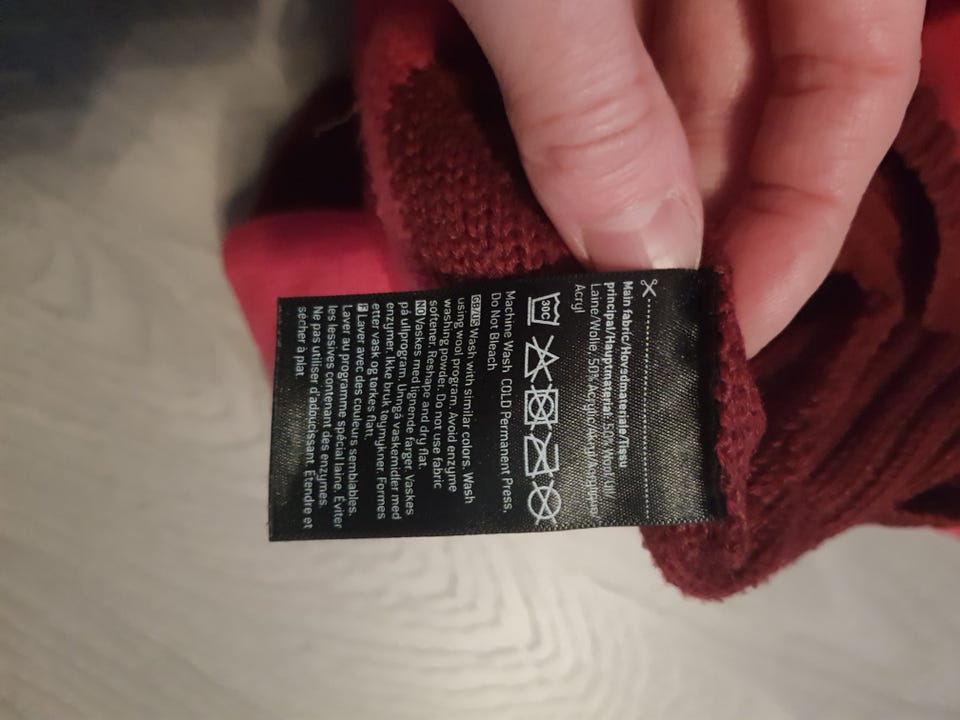 Main fabric/Hovedmateriale/Tissu
principal/Hauptmaterial: 50% Wool/Ull/
Laine/Wolle, 50% Acrylic/Akryl/Acrylique/
Acryl
30C
Machine Wash COLD Permanent Press,
Do Not Bleach
GB/US Wash with similar colors. Wash
using wool program. Avoid enzyme
washing powder. Do not use fabric
softener. Reshape and dry flat.
NO Vaskes med lignende farger. Vaskes
på ullprogram. Unngå vaskemidler med
enzymer. Ikke bruk tøymykner. Formes
etter vask og tørkes flatt.
F Laver avec des couleurs semblables.
Laver au programme spécial laine. Éviter
les lessives contenant des enzymes.
Ne pas utiliser d'adoucissant. Étendre et
sécher à plat.